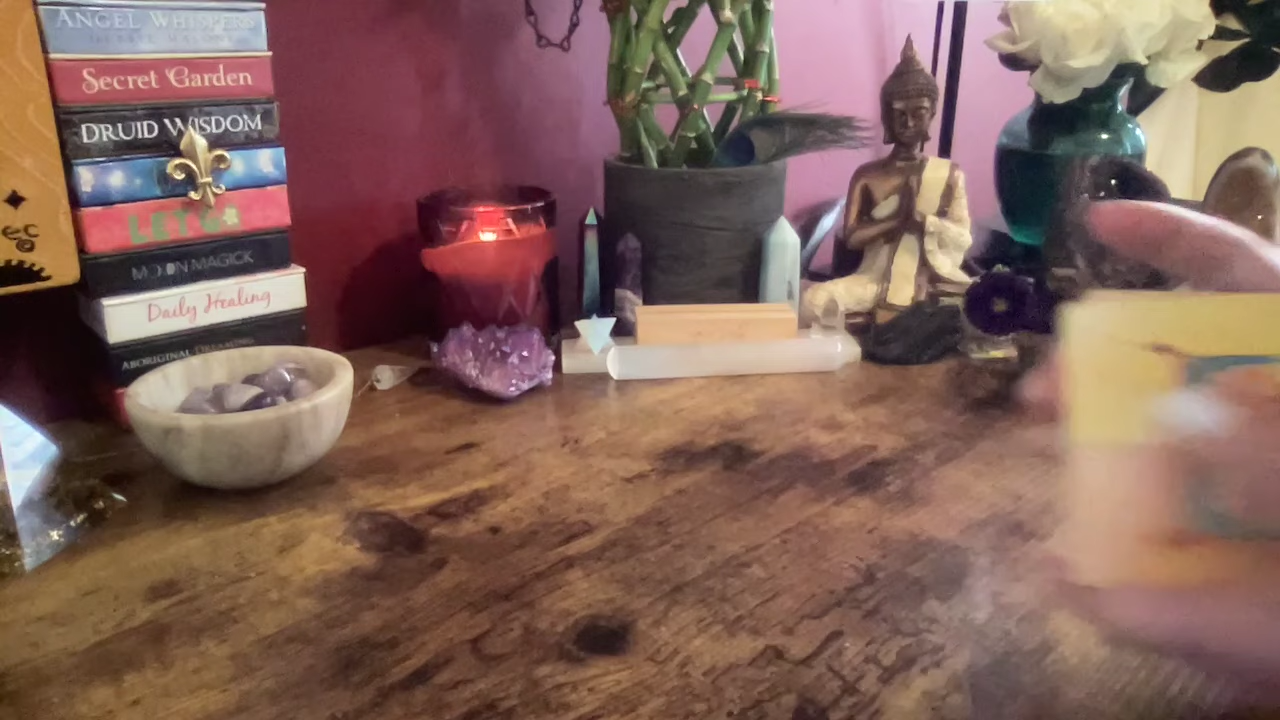 ANGEL WHISPERS
Secret Garden
DRUID WISDOM
LET GO
MOON MAGICK
Daily Healing
ABORIGINAL DREAMING